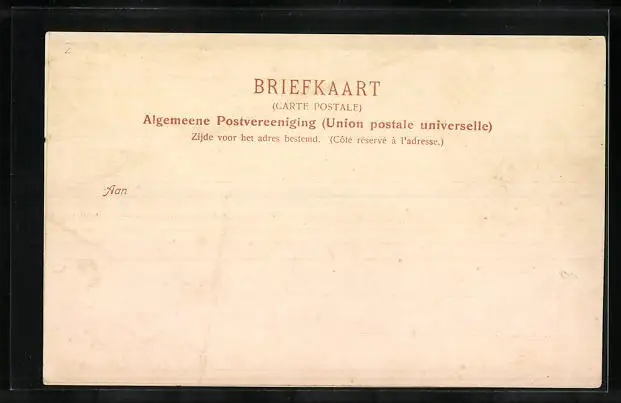 BRIEFKAART
(CARTE POSTALE)
Algemeene Postvereeniging (Union postale universelle)
Zijde voor het adres bestemd. (Côté réservé à l'adresse.)
Aan